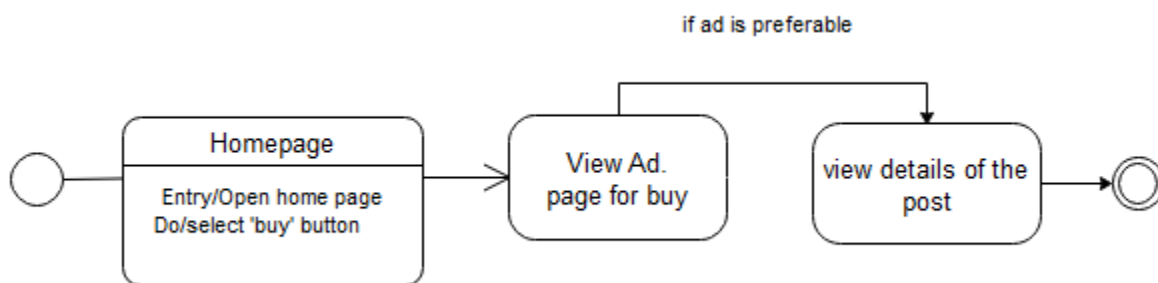 if ad is preferable
Homepage
Entry/Open home page
Do/select 'buy' button
View Ad.
page for buy
view details of the
post